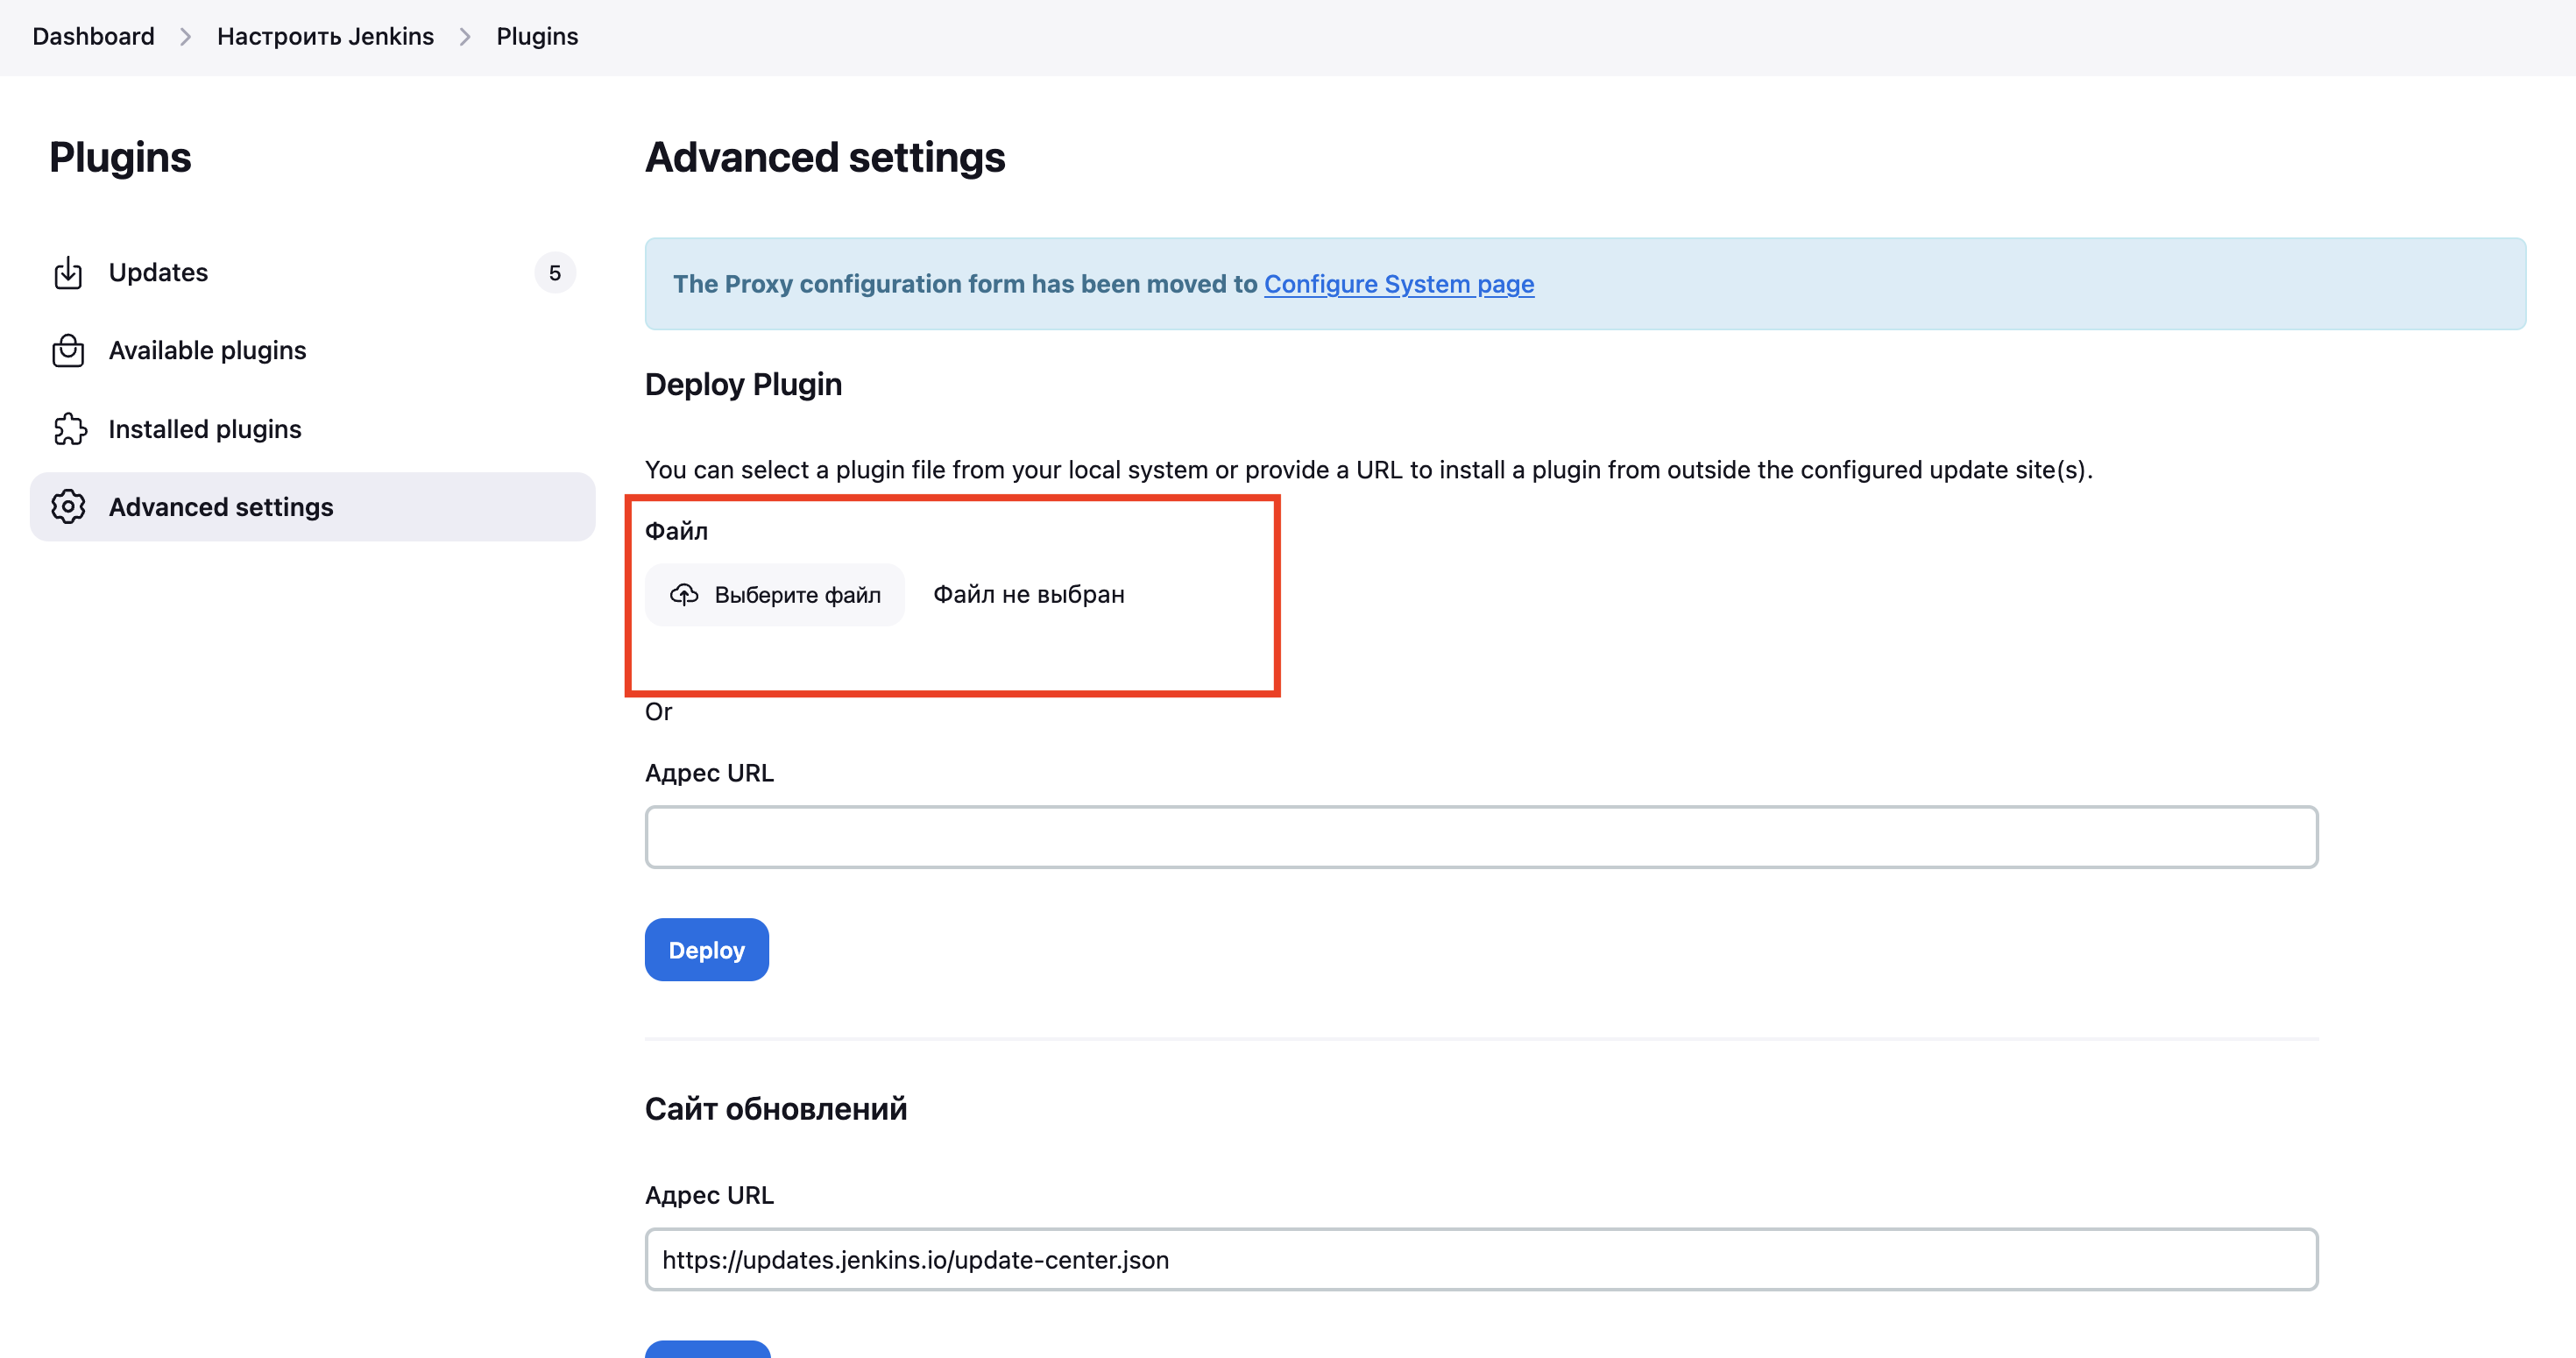 Dashboard > Настроить Jenkins > Plugins
Plugins
Updates 5
Available plugins
Installed plugins
Advanced settings
Advanced settings
The Proxy configuration form has been moved to Configure System page
Deploy Plugin
You can select a plugin file from your local system or provide a URL to install a plugin from outside the configured update site(s).
Файл
Выберите файл Файл не выбран
Or
Адрес URL
Deploy
Сайт обновлений
Адрес URL
https://updates.jenkins.io/update-center.json